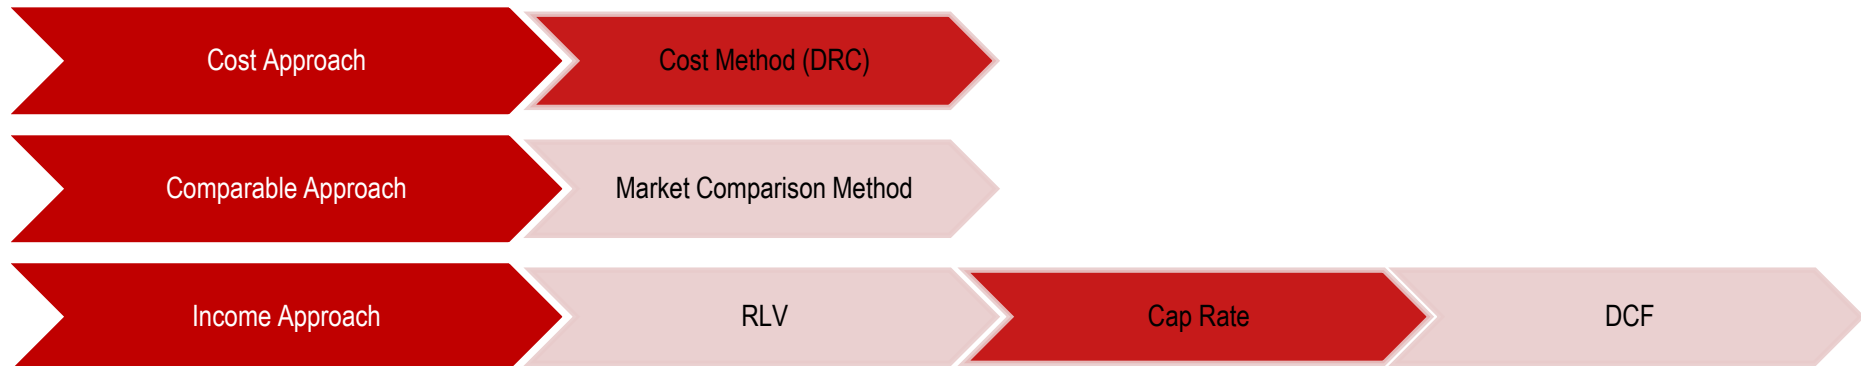 Cost Approach
Cost Method (DRC)
Comparable Approach
Market Comparison Method
Income Approach
RLV
Cap Rate
DCF